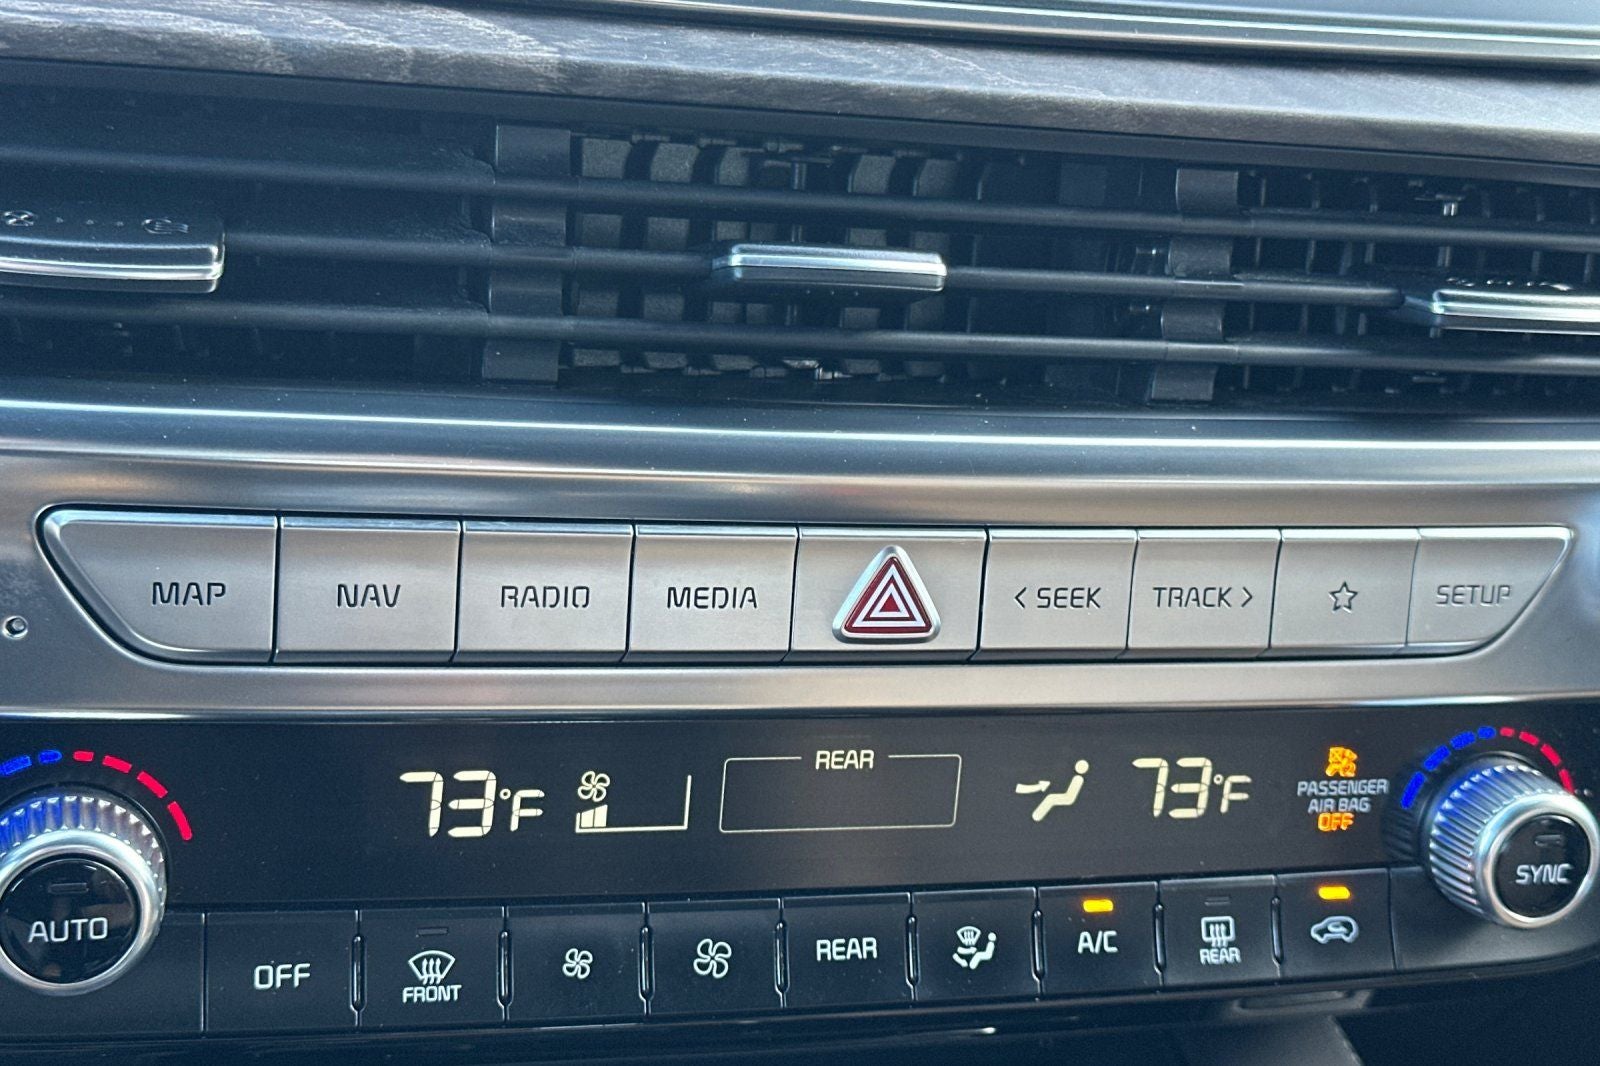 MAP NAV RADIO MEDIA < SEEK TRACK > SETUP
73°F REAR 73°F
PASSENGER
AIR BAG
OFF
AUTO SYNC
OFF FRONT REAR A/C REAR